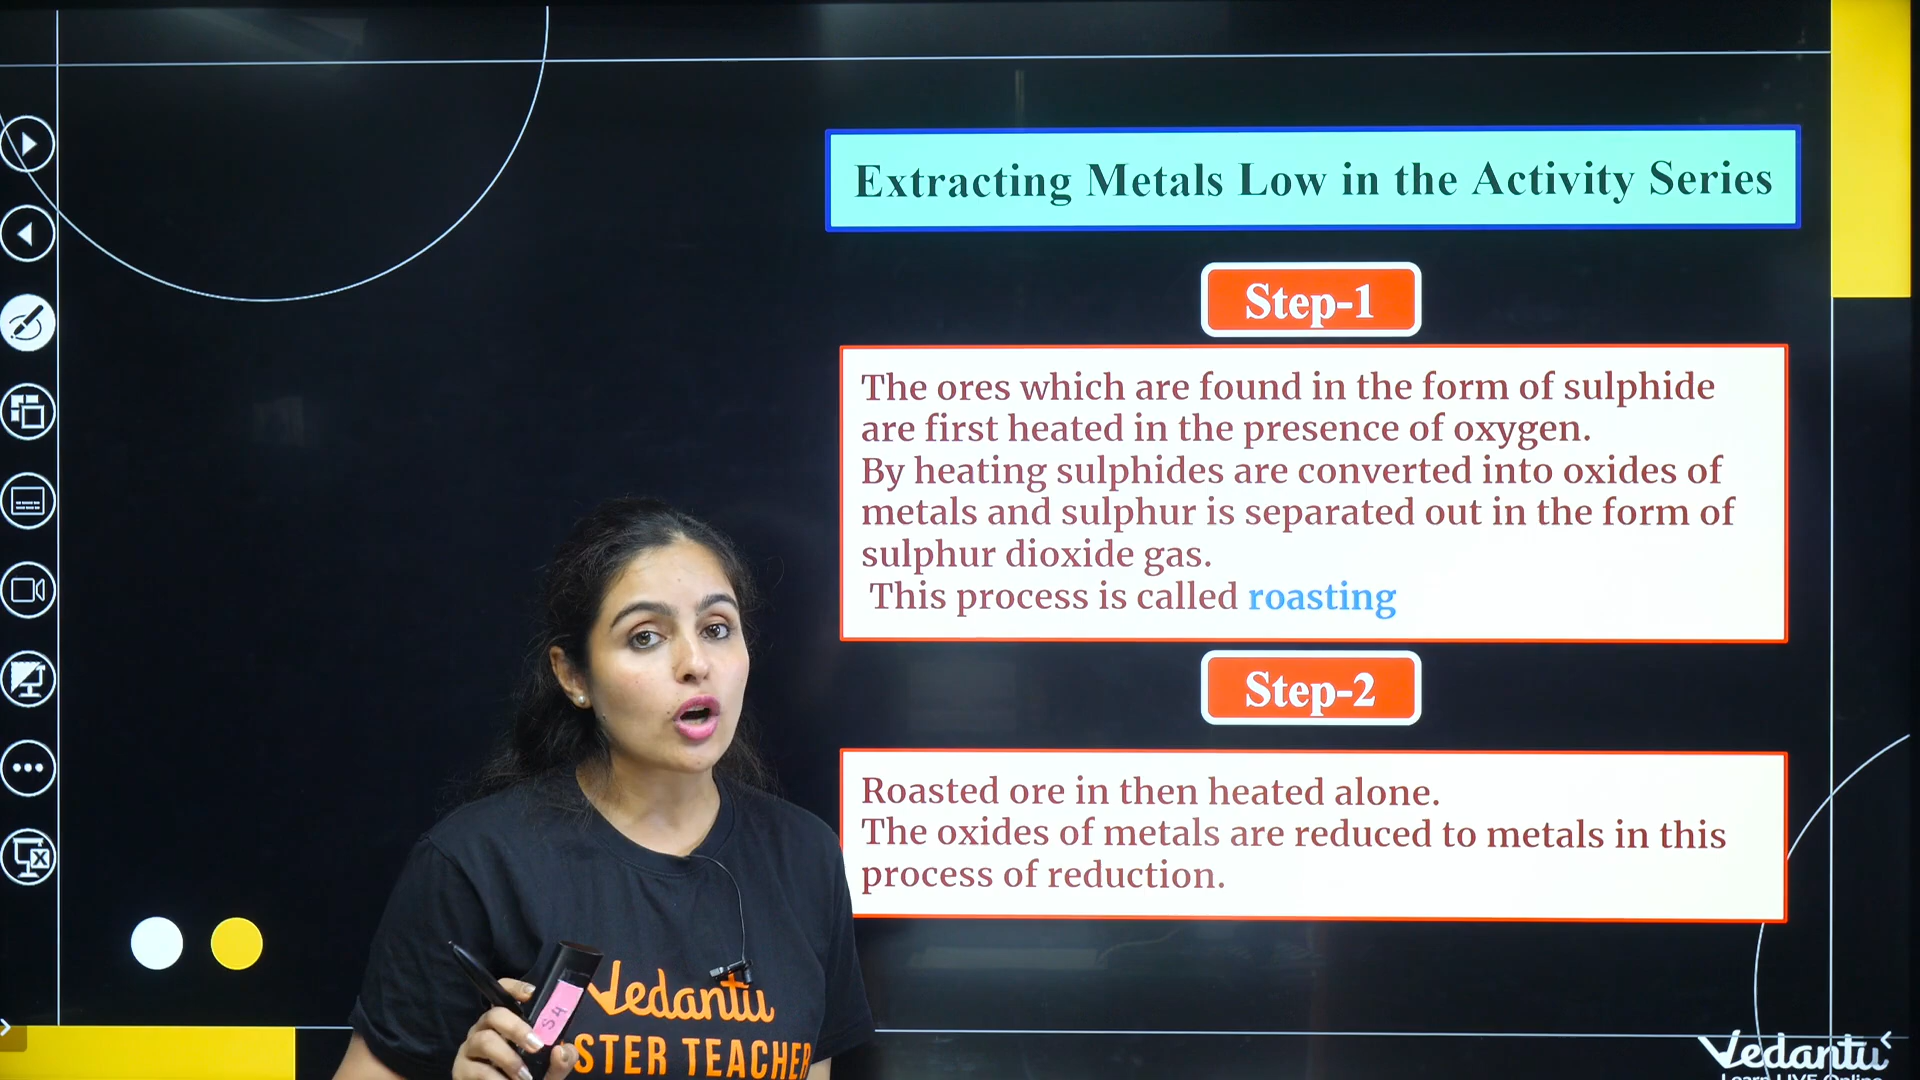 Extracting Metals Low in the Activity Series
Step-1
The ores which are found in the form of sulphide
are first heated in the presence of oxygen.
By heating sulphides are converted into oxides of
metals and sulphur is separated out in the form of
sulphur dioxide gas.
This process is called roasting
Step-2
Roasted ore in then heated alone.
The oxides of metals are reduced to metals in this
process of reduction.
Vedantu
STER TEACHER
S4
Vedantu
Learn LIVE Online